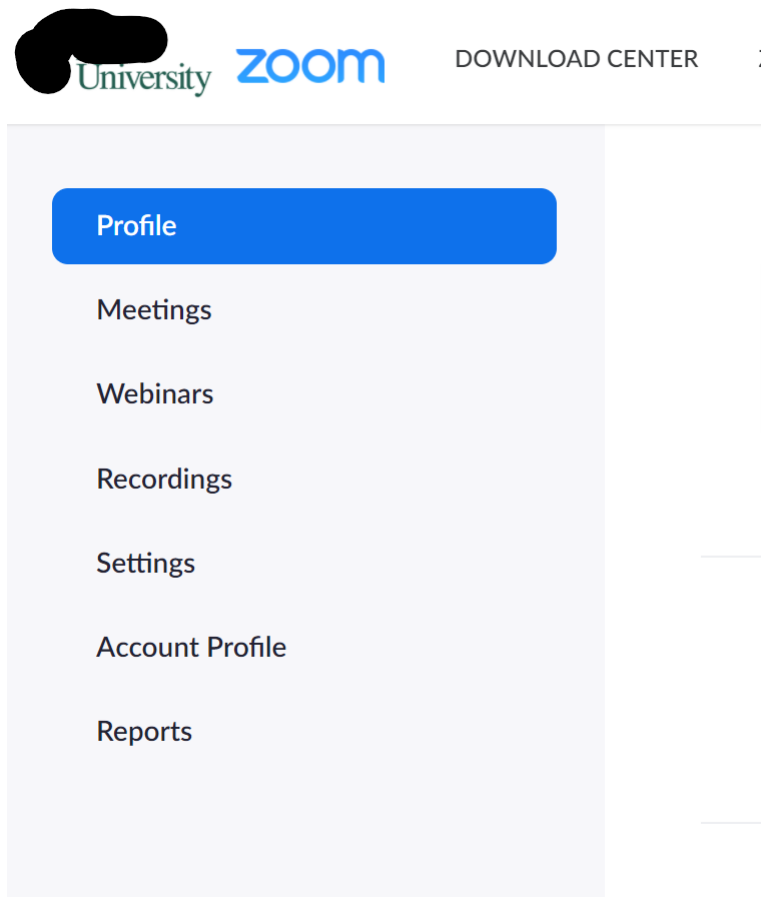 University zoom DOWNLOAD CENTER
Profile
Meetings
Webinars
Recordings
Settings
Account Profile
Reports